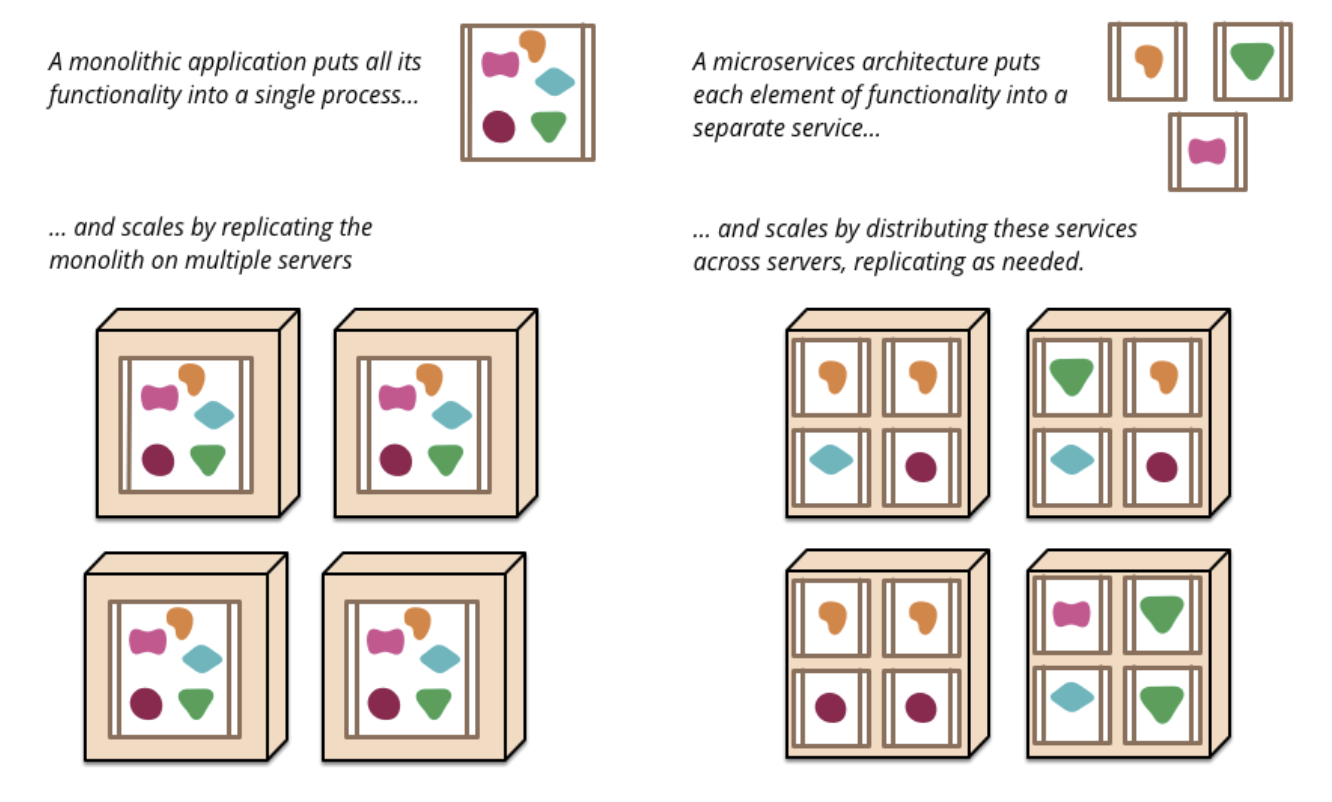 A monolithic application puts all its
functionality into a single process...
... and scales by replicating the
monolith on multiple servers
A microservices architecture puts
each element of functionality into a
separate service...
... and scales by distributing these services
across servers, replicating as needed.